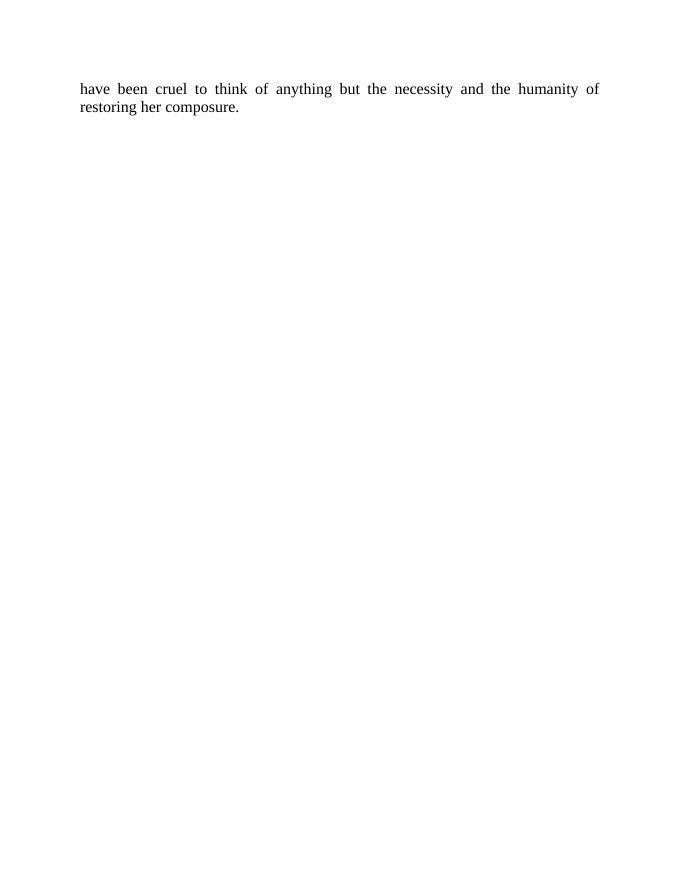 have been cruel to think of anything but the necessity and the humanity of
restoring her composure.